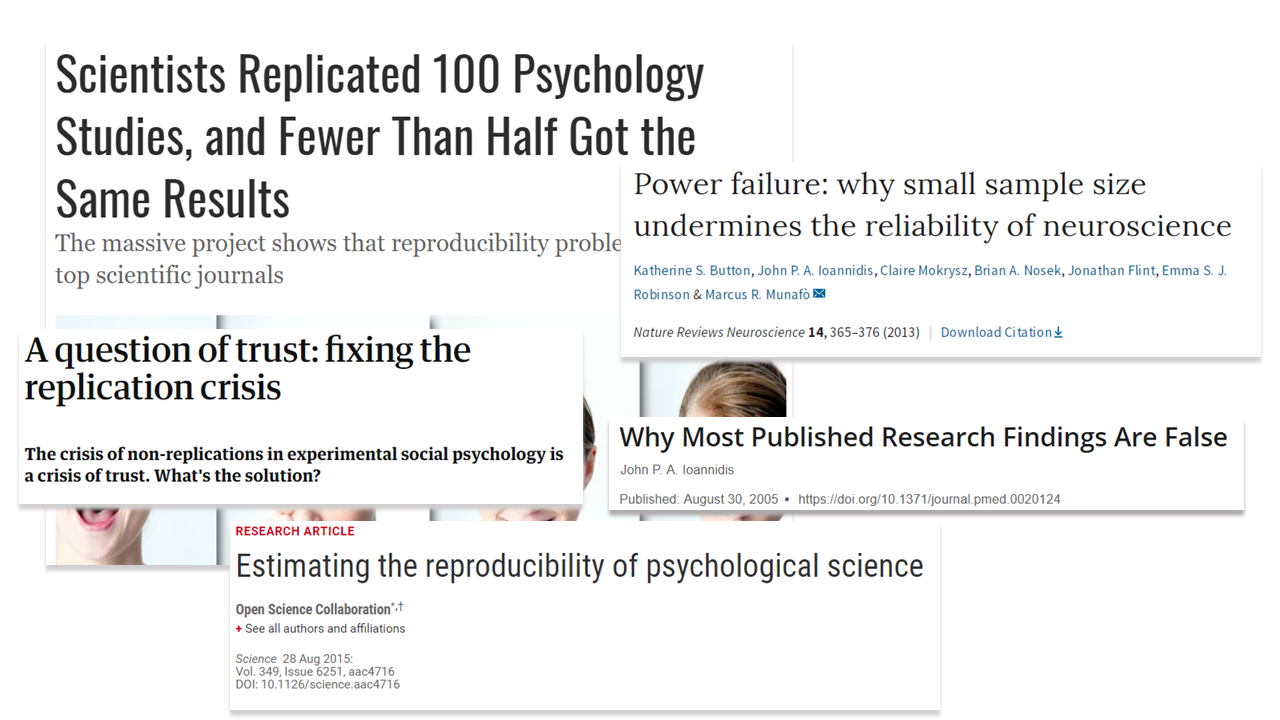 Scientists Replicated 100 Psychology
Studies, and Fewer Than Half Got the
Same Results
The massive project shows that reproducibility
top scientific journals
Power failure: why small sample size
undermines the reliability of neuroscience
Katherine S. Button, John P. A. Ioannidis, Claire Mokrysz, Brian A. Nosek, Jonathan Flint, Emma S. J.
Robinson & Marcus R. Munafò
Nature Reviews Neuroscience 14, 365–376 (2013) | Download Citation
A question of trust: fixing the
replication crisis
The crisis of non-replications in experimental social psychology is
a crisis of trust. What's the solution?
Why Most Published Research Findings Are False
John P. A. Ioannidis
Published: August 30, 2005 • https://doi.org/10.1371/journal.pmed.0020124
RESEARCH ARTICLE
Estimating the reproducibility of psychological science
Open Science Collaboration*,†
+ See all authors and affiliations
Science 28 Aug 2015:
Vol. 349, Issue 6251, aac4716
DOI: 10.1126/science.aac4716